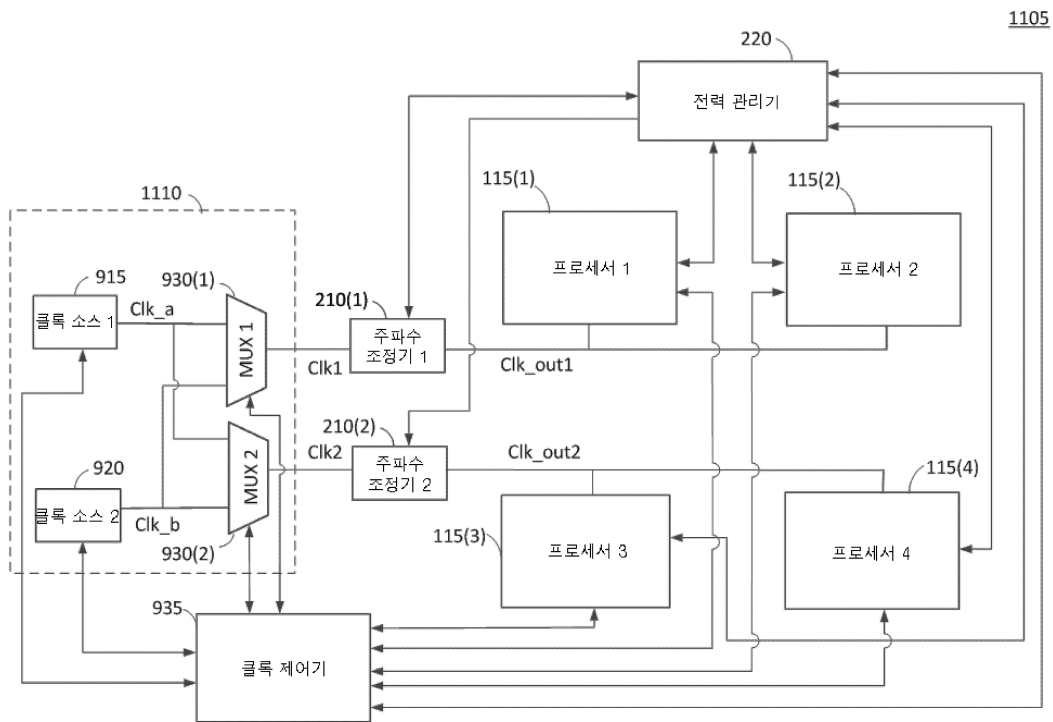 1105
220
전력 관리기
115(1)
115(2)
1110
프로세서 1
프로세서 2
915
930(1)
클록 소스 1
Clk_a
MUX 1
210(1)
주파수
조정기 1
Clk1
Clk_out1
210(2)
Clk2
주파수
조정기 2
Clk_out2
920
MUX 2
115(4)
클록 소스 2
Clk_b
930(2)
115(3)
프로세서 3
프로세서 4
935
클록 제어기